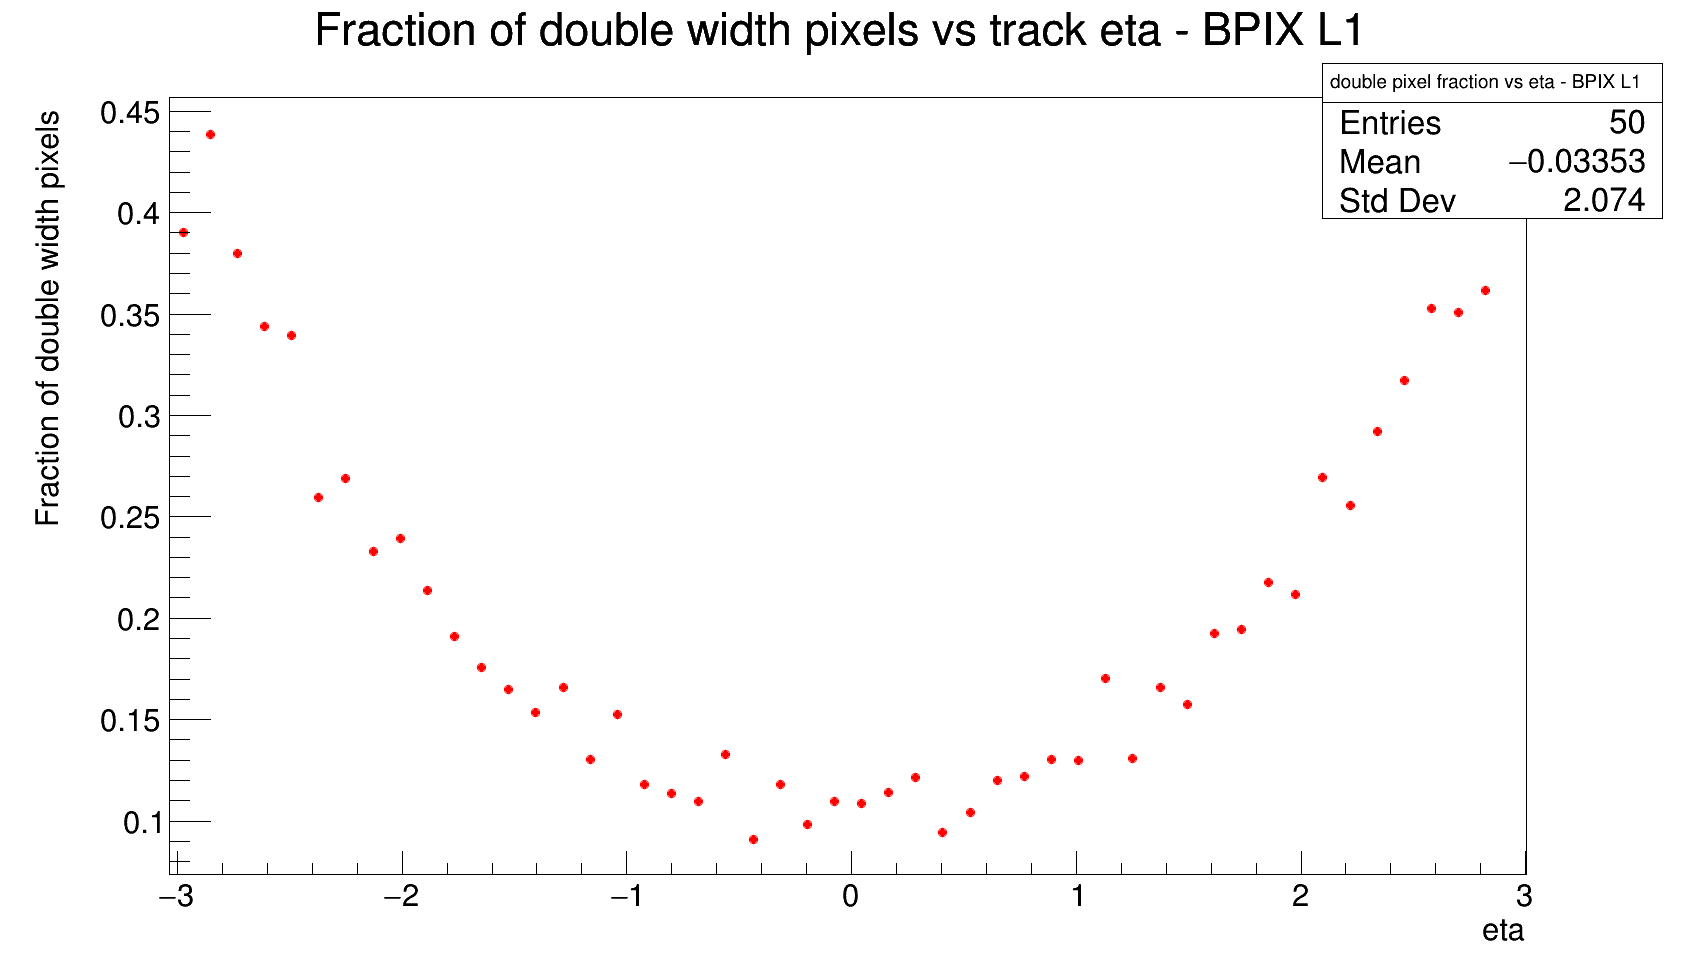 Fraction of double width pixels vs track eta - BPIX L1
double pixel fraction vs eta - BPIX L1
Entries 50
Mean −0.03353
Std Dev 2.074
Fraction of double width pixels
0.45
0.4
0.35
0.3
0.25
0.2
0.15
0.1
−3 −2 −1 0 1 2 3
eta